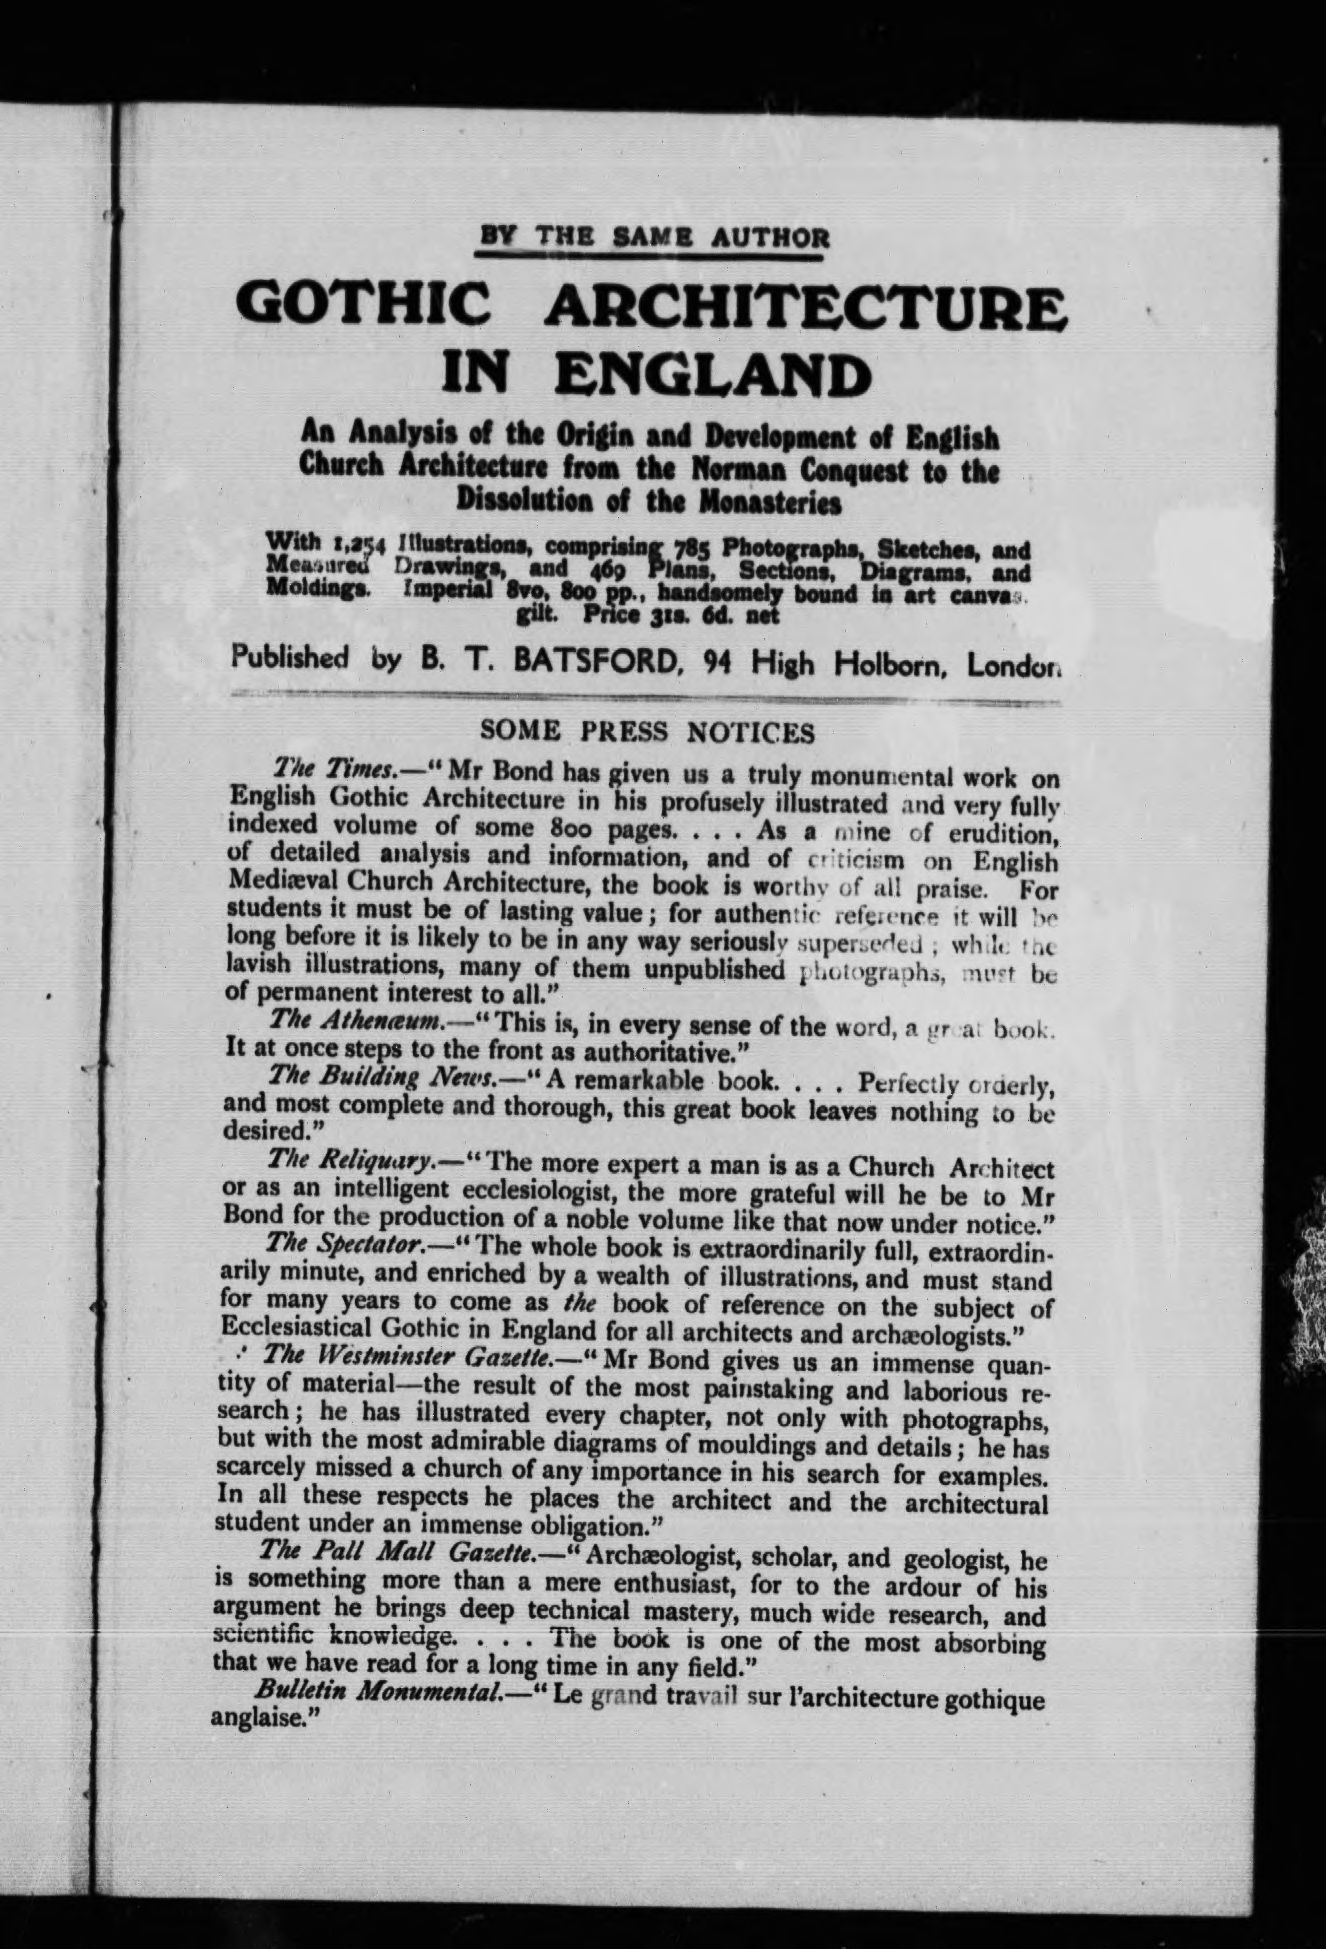 BY THE SAME AUTHOR
GOTHIC ARCHITECTURE
IN ENGLAND
An Analysis of the Origin and Development of English
Church Architecture from the Norman Conquest to the
Dissolution of the Monasteries
With 1,254 Illustrations, comprising 785 Photographs, Sketches, and
Measured Drawings, and 469 Plans, Sections, Diagrams, and
Moldings. Imperial 8vo, 800 pp., handsomely bound in art canvas.
gilt. Price 31s. 6d. net
Published by B. T. BATSFORD, 94 High Holborn, London
SOME PRESS NOTICES
The Times.—“Mr Bond has given us a truly monumental work on
English Gothic Architecture in his profusely illustrated and very fully
indexed volume of some 800 pages. . . . As a mine of erudition,
of detailed analysis and information, and of criticism on English
Mediæval Church Architecture, the book is worthy of all praise. For
students it must be of lasting value; for authentic reference it will be
long before it is likely to be in any way seriously superseded; while the
lavish illustrations, many of them unpublished photographs, must be
of permanent interest to all.”
The Athenæum.—“This is, in every sense of the word, a great book.
It at once steps to the front as authoritative.”
The Building News.—“A remarkable book. . . . Perfectly orderly,
and most complete and thorough, this great book leaves nothing to be
desired.”
The Reliquary.—“The more expert a man is as a Church Architect
or as an intelligent ecclesiologist, the more grateful will he be to Mr
Bond for the production of a noble volume like that now under notice.”
The Spectator.—“The whole book is extraordinarily full, extraordin-
arily minute, and enriched by a wealth of illustrations, and must stand
for many years to come as the book of reference on the subject of
Ecclesiastical Gothic in England for all architects and archæologists.”
The Westminster Gazette.—“Mr Bond gives us an immense quan-
tity of material—the result of the most painstaking and laborious re-
search; he has illustrated every chapter, not only with photographs,
but with the most admirable diagrams of mouldings and details; he has
scarcely missed a church of any importance in his search for examples.
In all these respects he places the architect and the architectural
student under an immense obligation.”
The Pall Mall Gazette.—“Archæologist, scholar, and geologist, he
is something more than a mere enthusiast, for to the ardour of his
argument he brings deep technical mastery, much wide research, and
scientific knowledge. . . . The book is one of the most absorbing
that we have read for a long time in any field.”
Bulletin Monumental.—“Le grand travail sur l'architecture gothique
anglaise.”